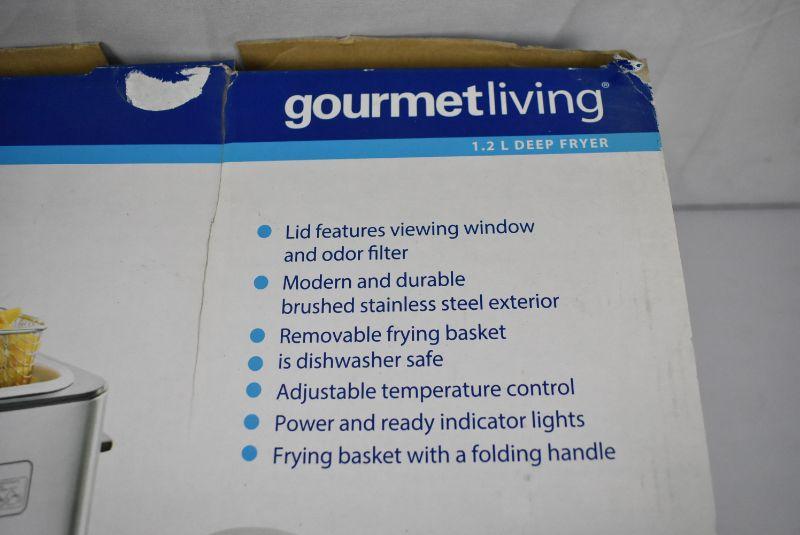 gourmetliving®
1.2 L DEEP FRYER
Lid features viewing window
and odor filter
Modern and durable
brushed stainless steel exterior
Removable frying basket
is dishwasher safe
Adjustable temperature control
Power and ready indicator lights
Frying basket with a folding handle